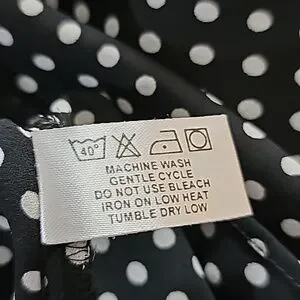 40°
MACHINE WASH
GENTLE CYCLE
DO NOT USE BLEACH
IRON ON LOW HEAT
TUMBLE DRY LOW